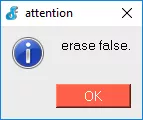 attention
erase false.
OK